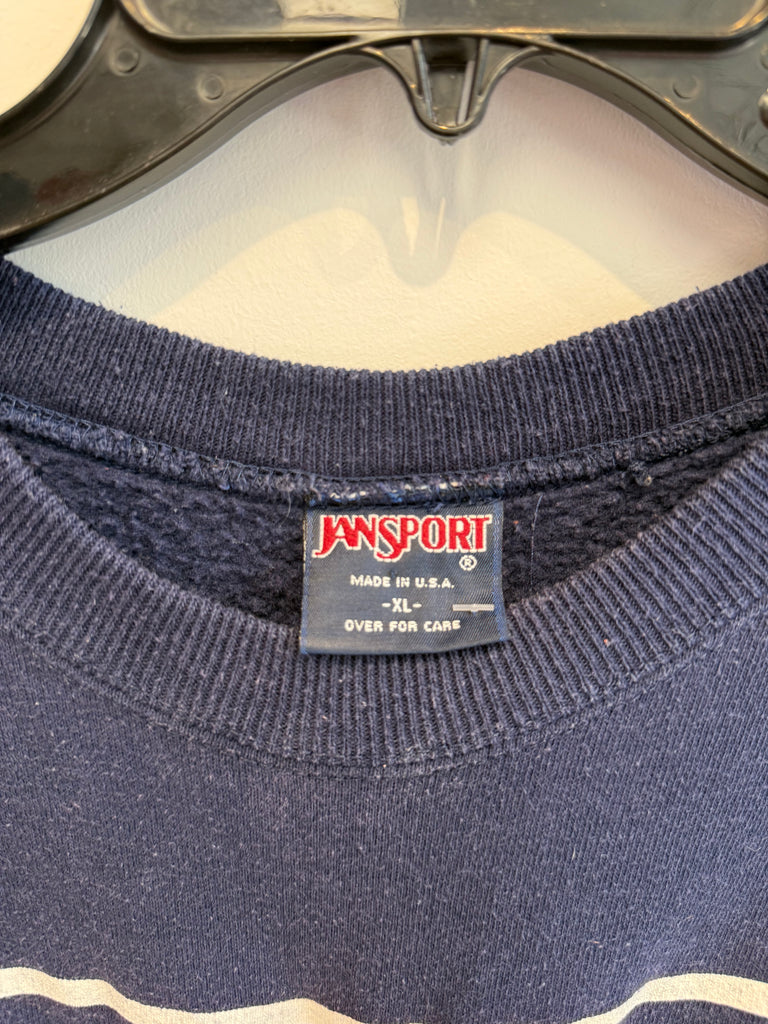 JANSPORT
®
MADE IN U.S.A.
-XL-
OVER FOR CARE